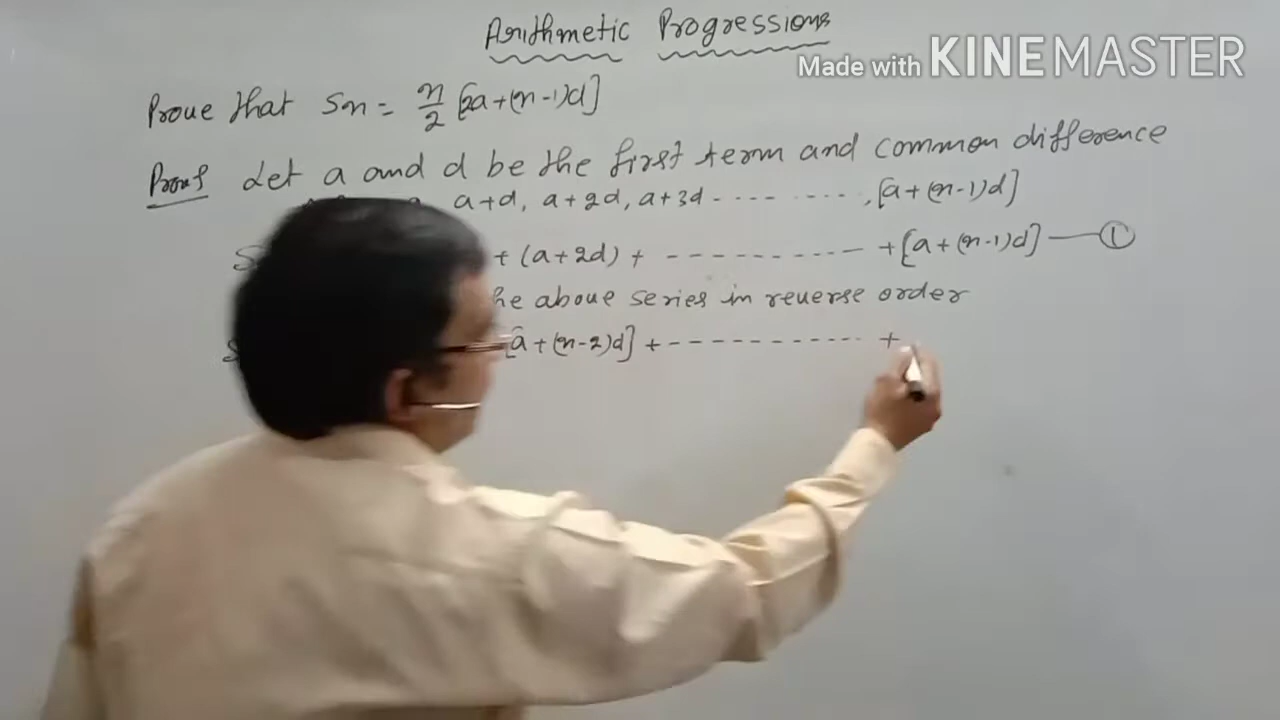 Arithmetic Progressions
Made with KINEMASTER
Prove that Sn = n/2 [2a+(n-1)d]
Proof Let a and d be the first term and common difference
a+d, a+2d, a+3d - - - - - - - - - , [a+(n-1)d]
+ (a+2d) + - - - - - - - - - - + [a+(n-1)d] — ①
above series in reverse order
[a+(n-2)d] + - - - - - - - - - - - +